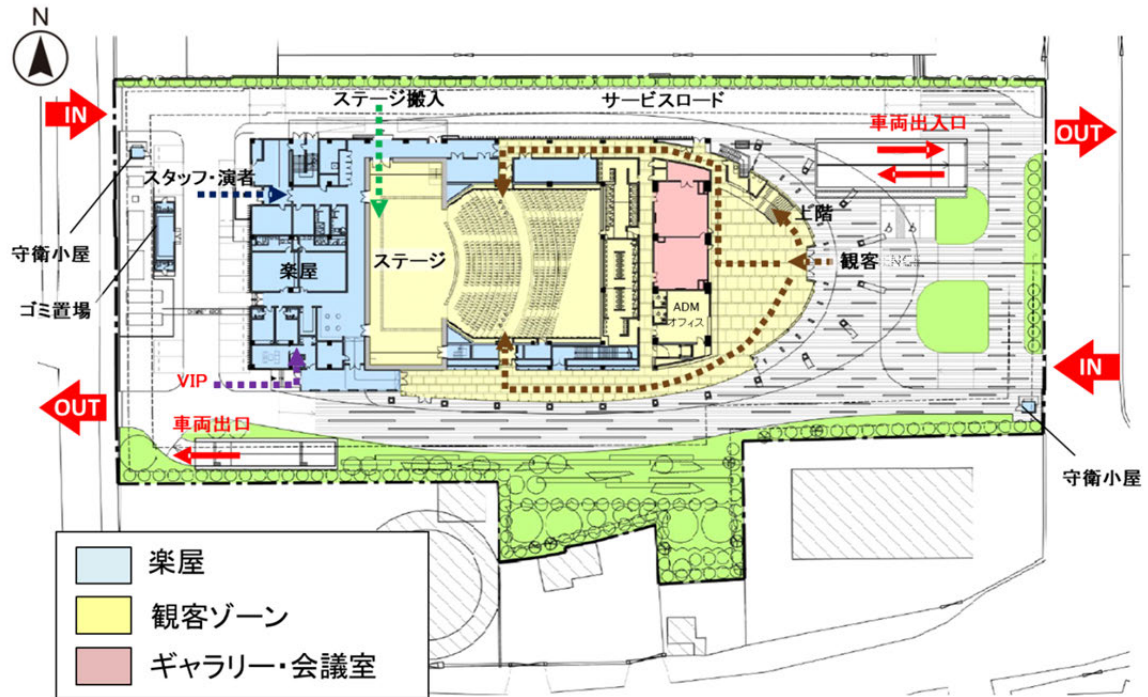 N
IN
ステージ搬入
サービスロード
OUT
車両出入口
スタッフ・演者
上階
守衛小屋
楽屋
ステージ
観客
ゴミ置場
ADM
オフィス
VIP
IN
OUT
車両出口
守衛小屋
楽屋
観客ゾーン
ギャラリー・会議室